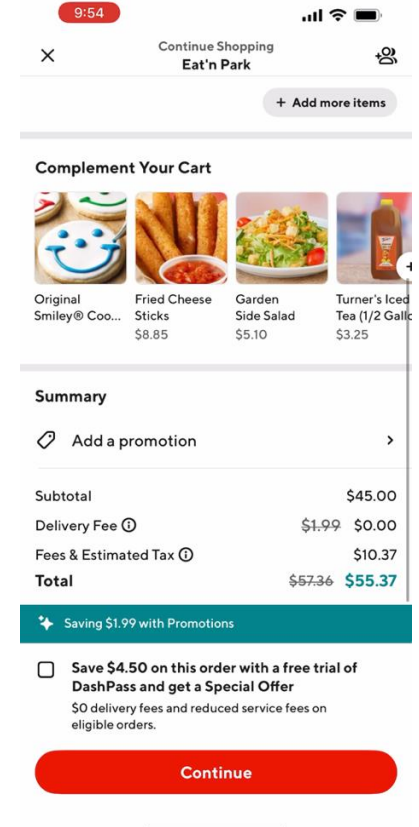 9:54
Continue Shopping
Eat'n Park
+ Add more items
Complement Your Cart
Original
Smiley® Coo...
Fried Cheese
Sticks
$8.85
Garden
Side Salad
$5.10
Turner's Iced
Tea (1/2 Gallo
$3.25
Summary
Add a promotion
Subtotal $45.00
Delivery Fee $1.99 $0.00
Fees & Estimated Tax $10.37
Total $57.36 $55.37
Saving $1.99 with Promotions
Save $4.50 on this order with a free trial of
DashPass and get a Special Offer
$0 delivery fees and reduced service fees on
eligible orders.
Continue